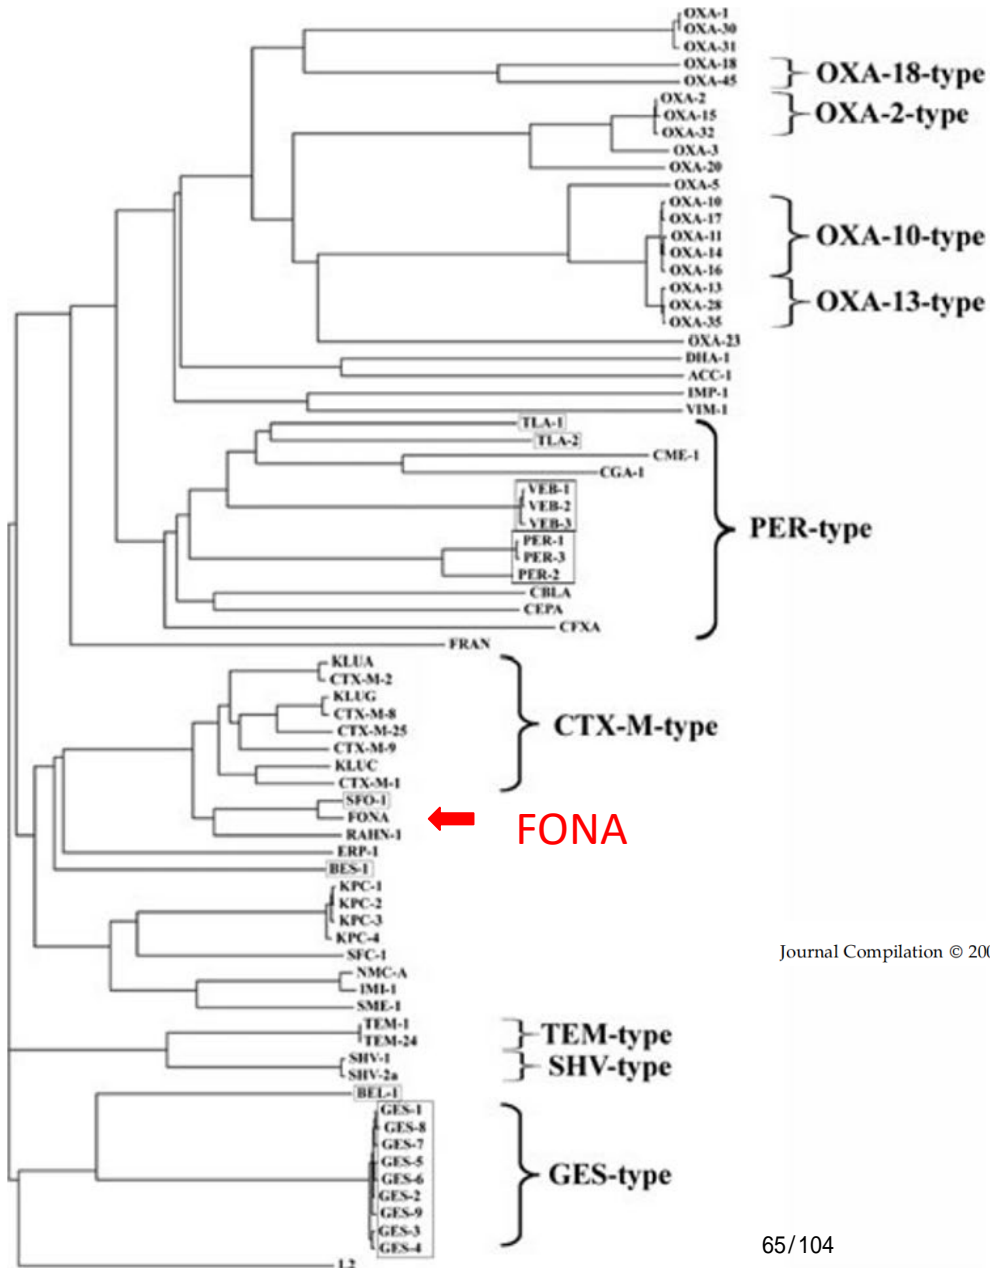 OXA-1
OXA-30
OXA-31
OXA-18
OXA-45
OXA-18-type
OXA-2
OXA-15
OXA-32
OXA-2-type
OXA-3
OXA-20
OXA-5
OXA-10
OXA-17
OXA-11
OXA-14
OXA-16
OXA-10-type
OXA-13
OXA-28
OXA-35
OXA-13-type
OXA-23
DHA-1
ACC-1
IMP-1
VIM-1
TLA-1
TLA-2
CME-1
CGA-1
VEB-1
VEB-2
VEB-3
PER-1
PER-3
PER-2
CBLA
CEPA
CFXA
PER-type
FRAN
KLUA
CTX-M-2
KLUG
CTX-M-8
CTX-M-25
CTX-M-9
KLUC
CTX-M-1
CTX-M-type
SFO-1
FONA
FONA
RAHN-1
ERP-1
BES-1
KPC-1
KPC-2
KPC-3
KPC-4
SFC-1
Journal Compilation © 200
NMC-A
IMI-1
SME-1
TEM-1
TEM-24
TEM-type
SHV-1
SHV-2a
SHV-type
BEL-1
GES-1
GES-8
GES-7
GES-5
GES-6
GES-2
GES-9
GES-3
GES-4
GES-type
L2
65/104